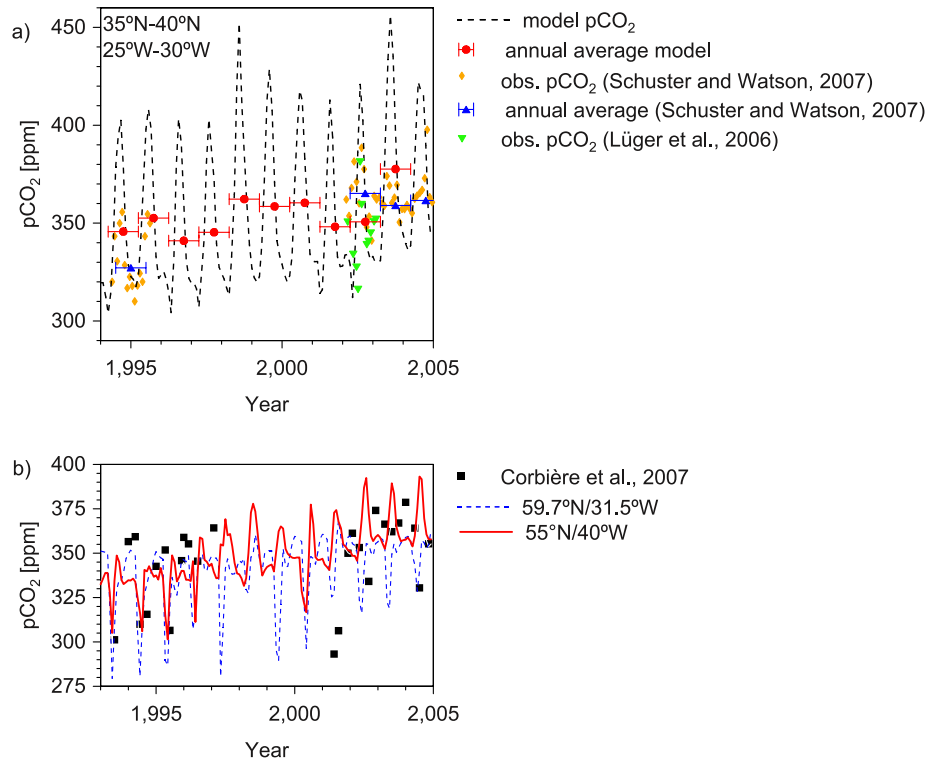 a)
35ºN-40ºN
25ºW-30ºW
450
400
350
300
pCO₂ [ppm]
1,995
2,000
2,005
Year
model pCO₂
annual average model
obs. pCO₂ (Schuster and Watson, 2007)
annual average (Schuster and Watson, 2007)
obs. pCO₂ (Lüger et al., 2006)
b)
400
375
350
325
300
275
pCO₂ [ppm]
1,995
2,000
2,005
Year
Corbière et al., 2007
59.7ºN/31.5ºW
55°N/40°W